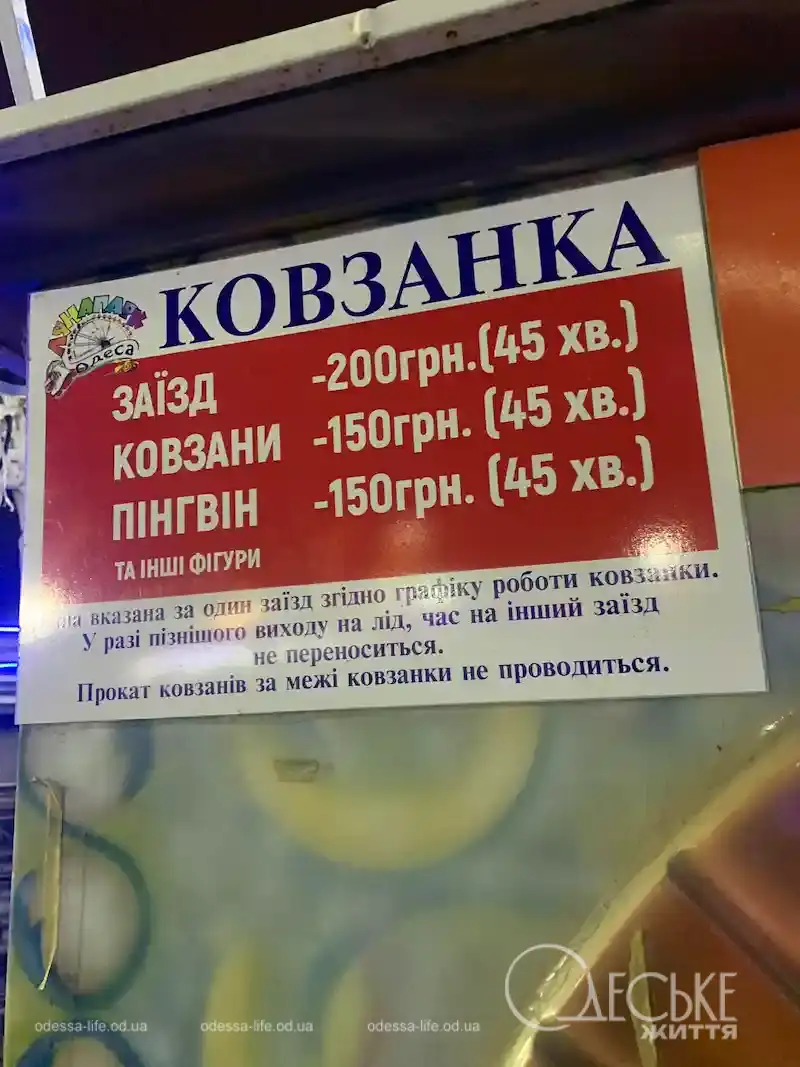 КОВЗАНКА
ЛУНАПАРК
Одеса
ЗАЇЗД -200грн.(45 хв.)
КОВЗАНИ -150грн. (45 хв.)
ПІНГВІН -150грн. (45 хв.)
ТА ІНШІ ФІГУРИ
вказана за один заїзд згідно графіку роботи ковзанки.
У разі пізнішого виходу на лід, час на інший заїзд
не переноситься.
Прокат ковзанів за межі ковзанки не проводиться.
ОДЕСЬКЕ
ЖИТТЯ
odessa-life.od.ua odessa-life.od.ua odessa-life.od.ua